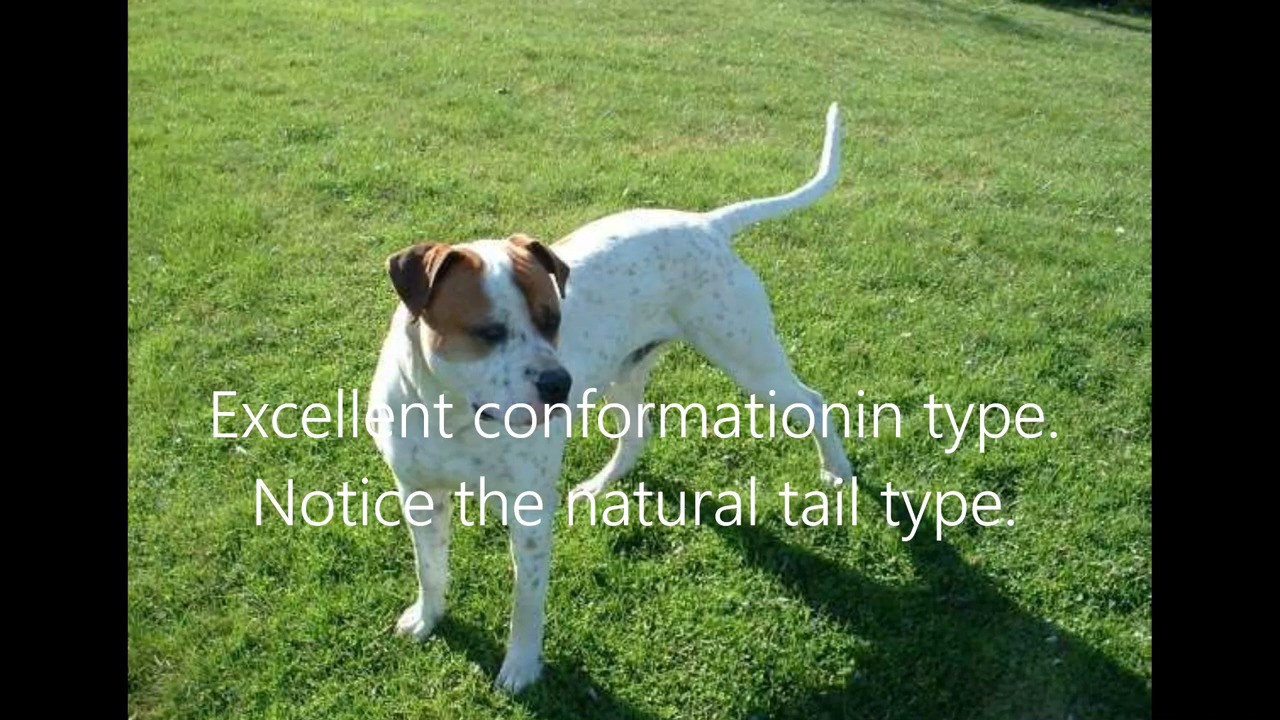 Excellent conformationin type.
Notice the natural tail type.